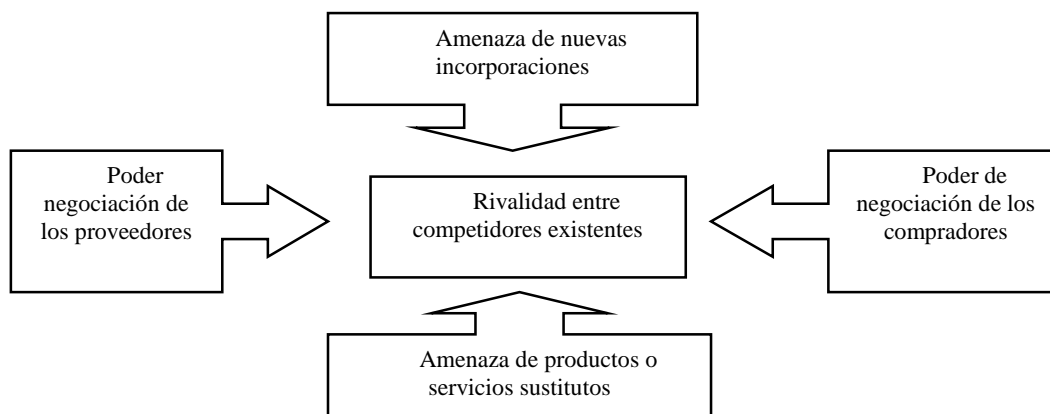 Amenaza de nuevas
incorporaciones
Poder
negociación de
los proveedores
Rivalidad entre
competidores existentes
Poder de
negociación de los
compradores
Amenaza de productos o
servicios sustitutos